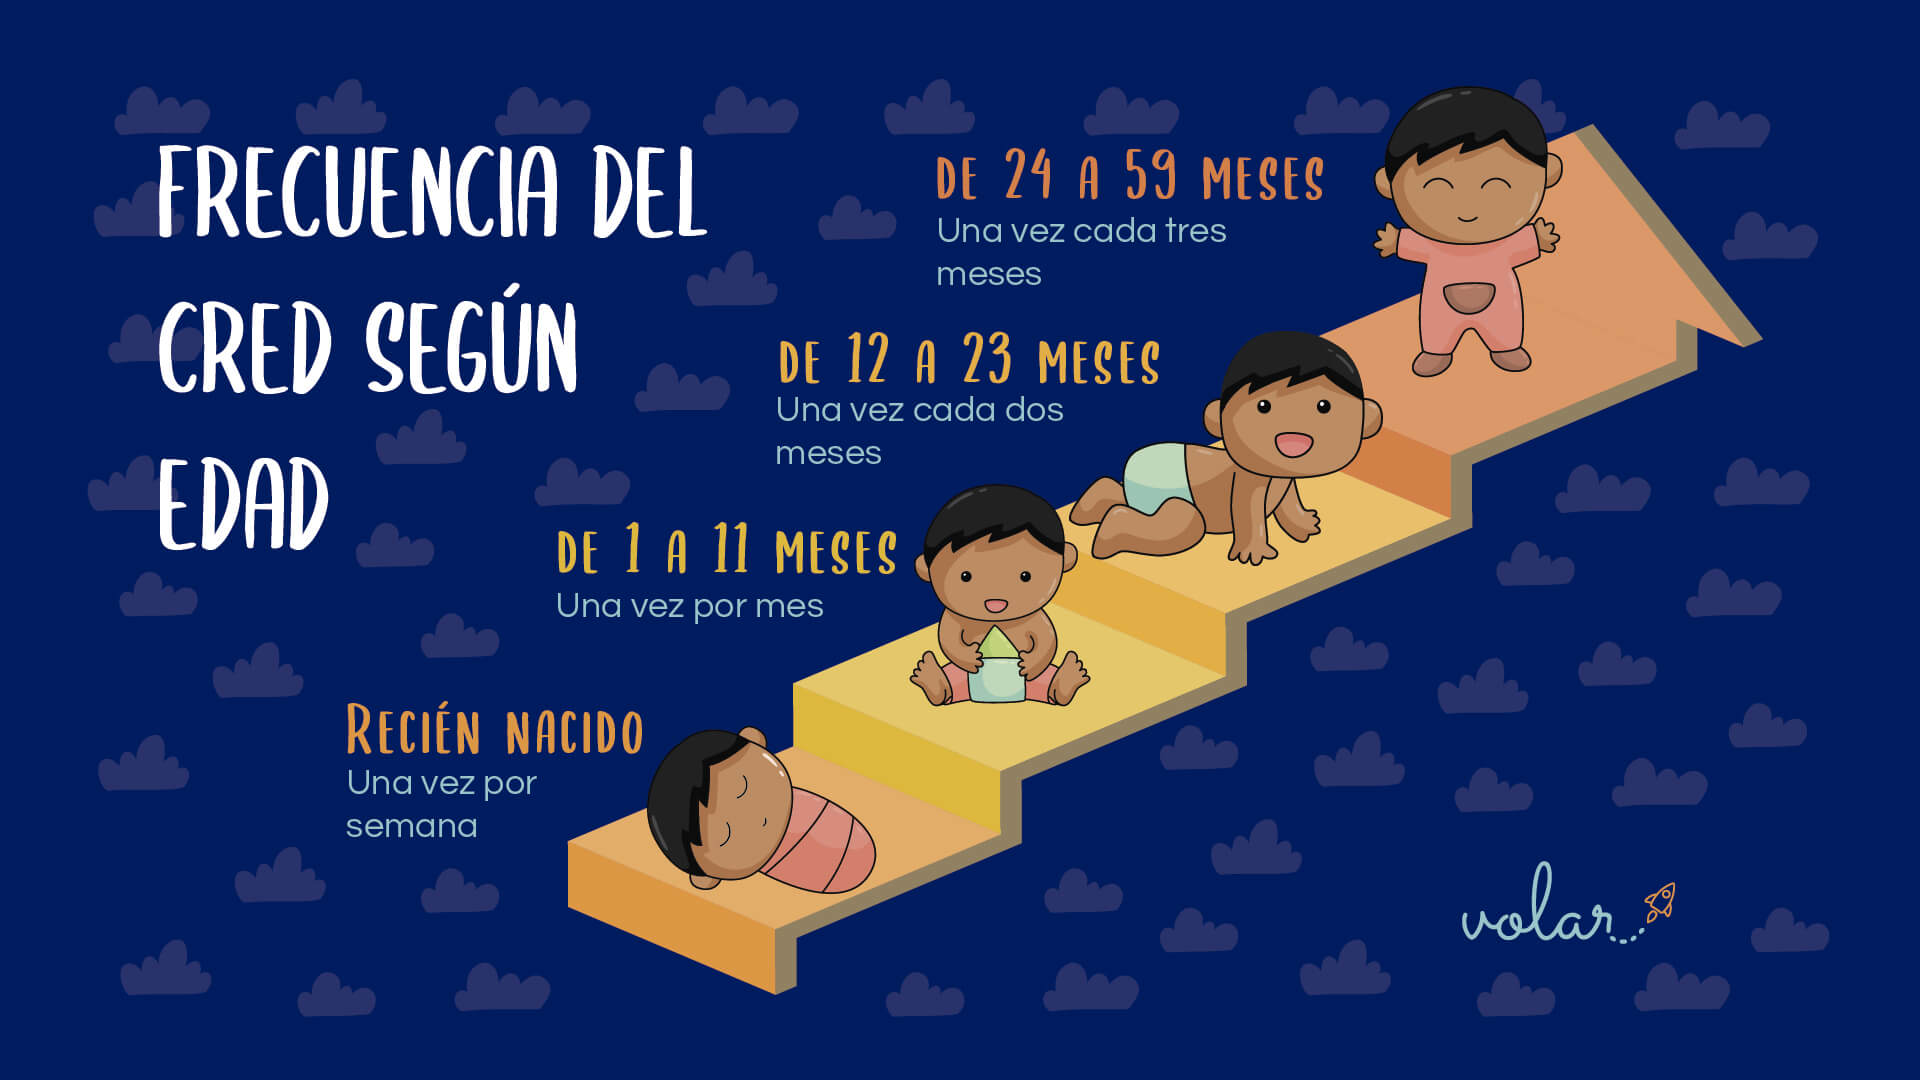 FRECUENCIA DEL
CRED SEGÚN
EDAD
DE 24 A 59 MESES
Una vez cada tres
meses
DE 12 A 23 MESES
Una vez cada dos
meses
DE 1 A 11 MESES
Una vez por mes
RECIÉN NACIDO
Una vez por
semana
volar